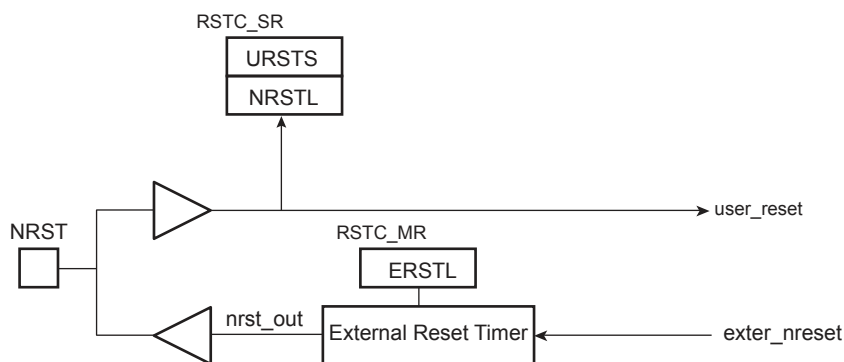 RSTC_SR
URSTS
NRSTL
user_reset
NRST
RSTC_MR
ERSTL
nrst_out
External Reset Timer
exter_nreset